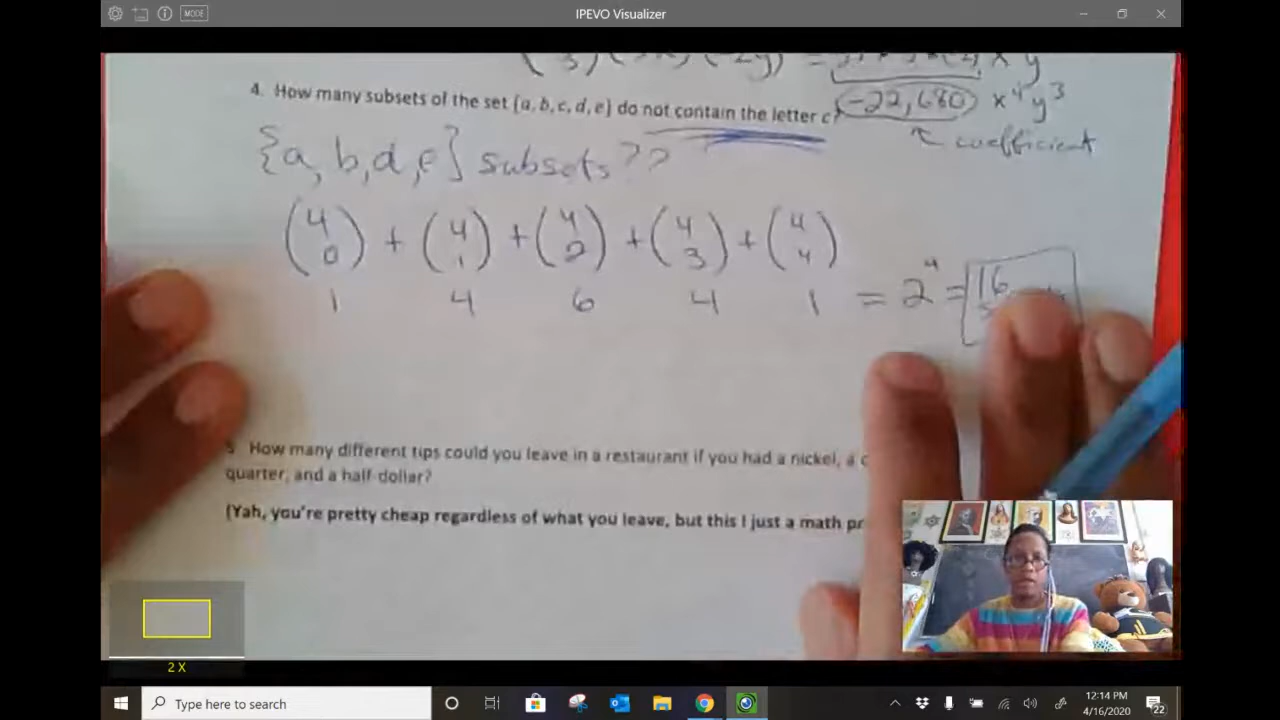 IPEVO Visualizer
MODE
4. How many subsets of the set {a, b, c, d, e} do not contain the letter c?
-22,680 x⁴y³
coefficient
{a, b, d, e} subsets??
(4 0) + (4 1) + (4 2) + (4 3) + (4 4)
1 4 6 4 1 = 2⁴ = 16
5 How many different tips could you leave in a restaurant if you had a nickel, a
quarter, and a half-dollar?
(Yah, you're pretty cheap regardless of what you leave, but this I just a math
2 X
Type here to search
12:14 PM
4/16/2020
22